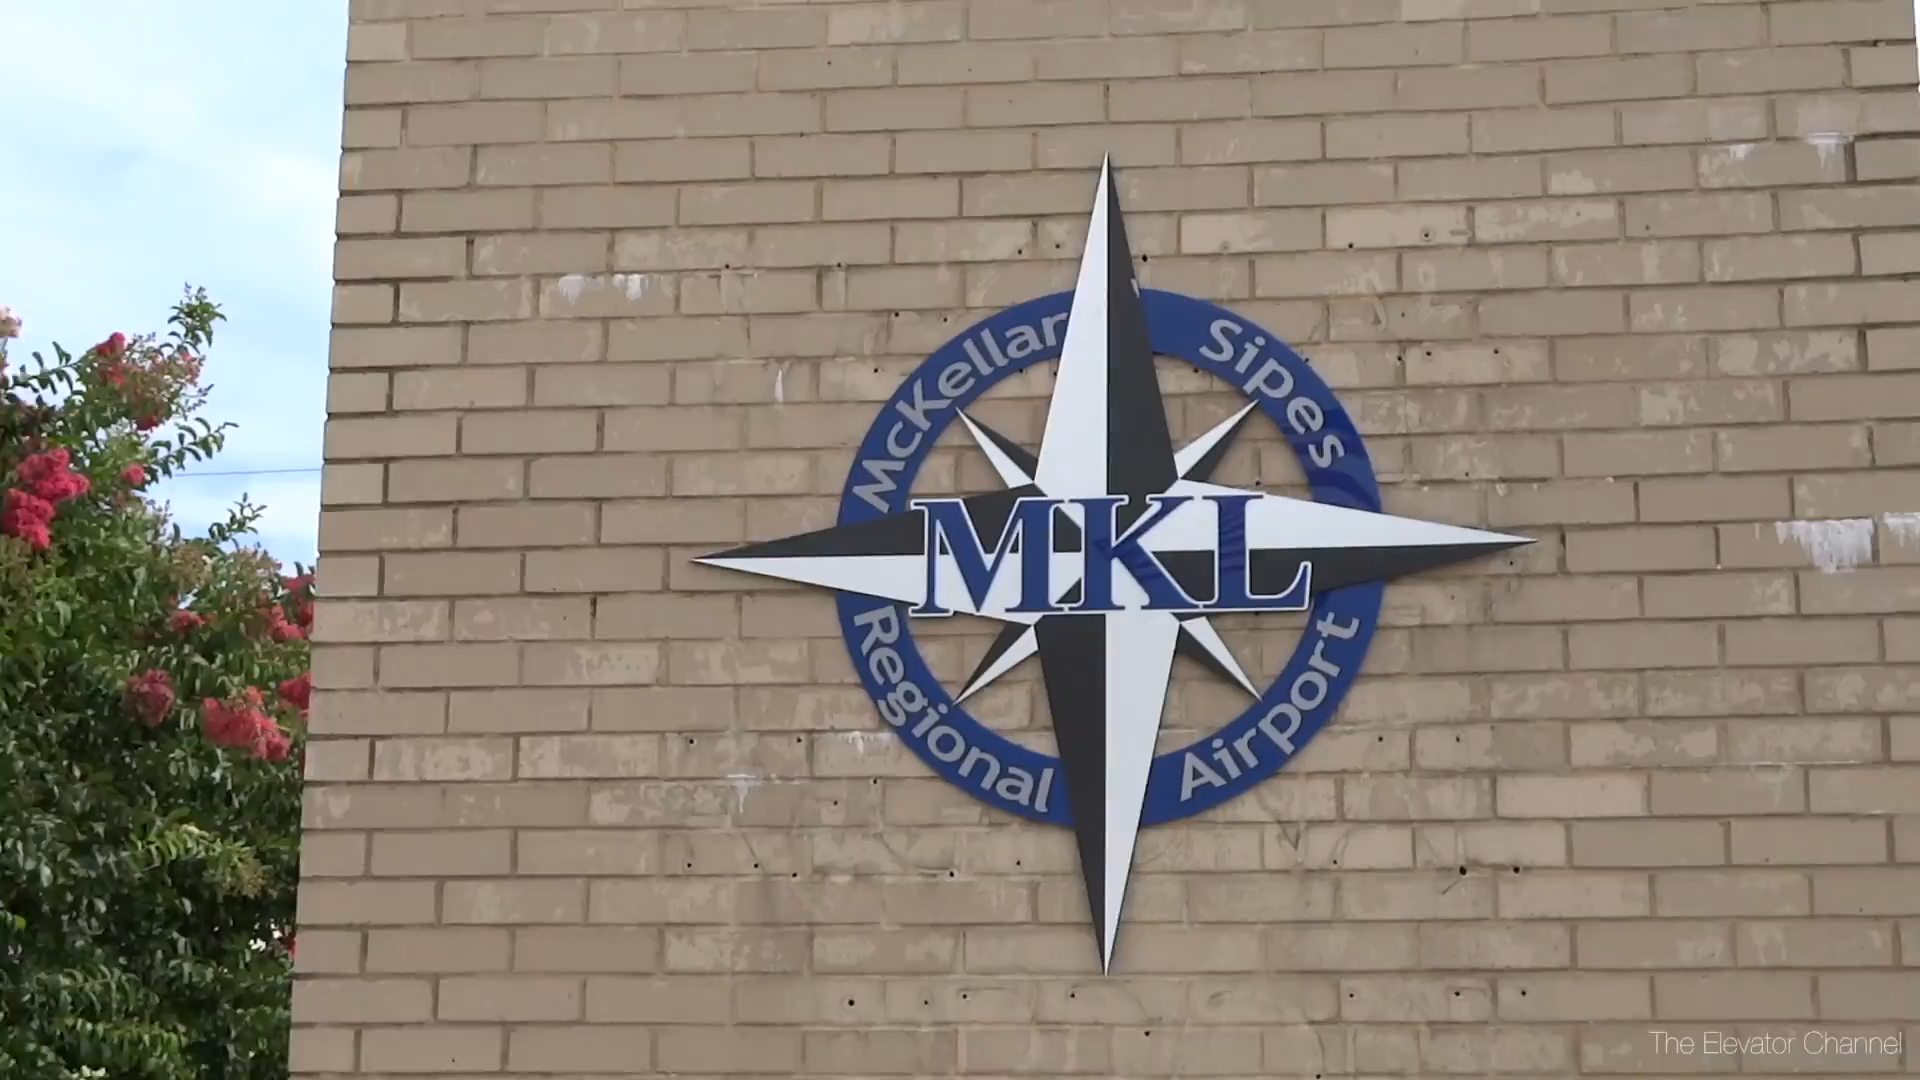 McKellar
Sipes
MKL
Regional
Airport
The Elevator Channel